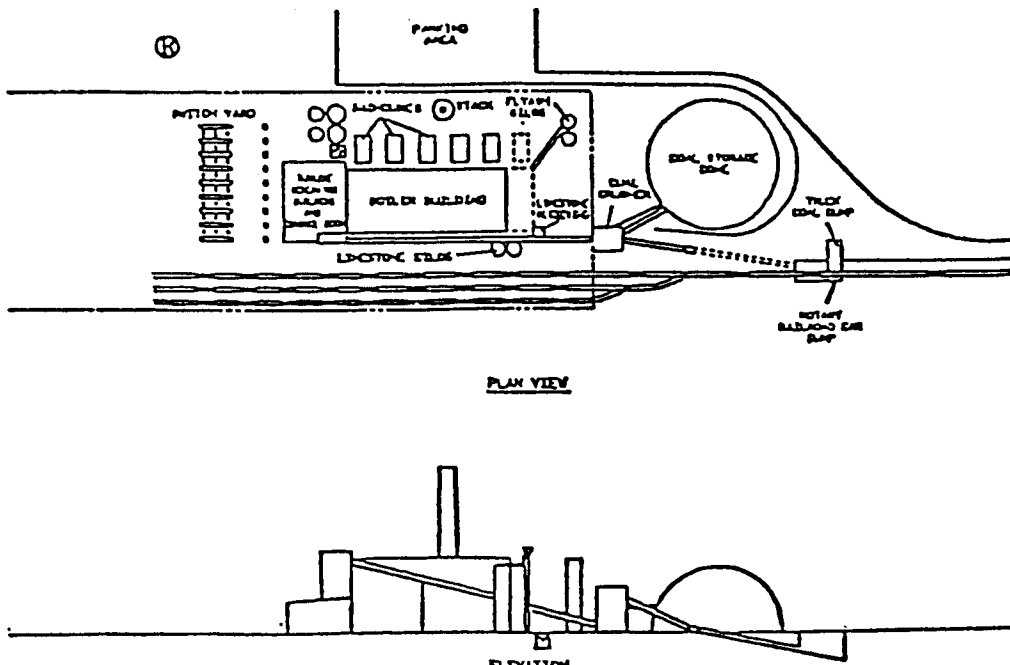 PARKING
AREA
R
SWITCH YARD
BAGHOUSES
STACK
FLYASH
SILOS
COAL STORAGE
DOME
COAL
CRUSHER
BOILER BUILDING
LIMESTONE
TRUCK
COAL DUMP
LIMESTONE SILOS
ROTARY
RAILROAD CAR
DUMP
PLAN VIEW
ELEVATION